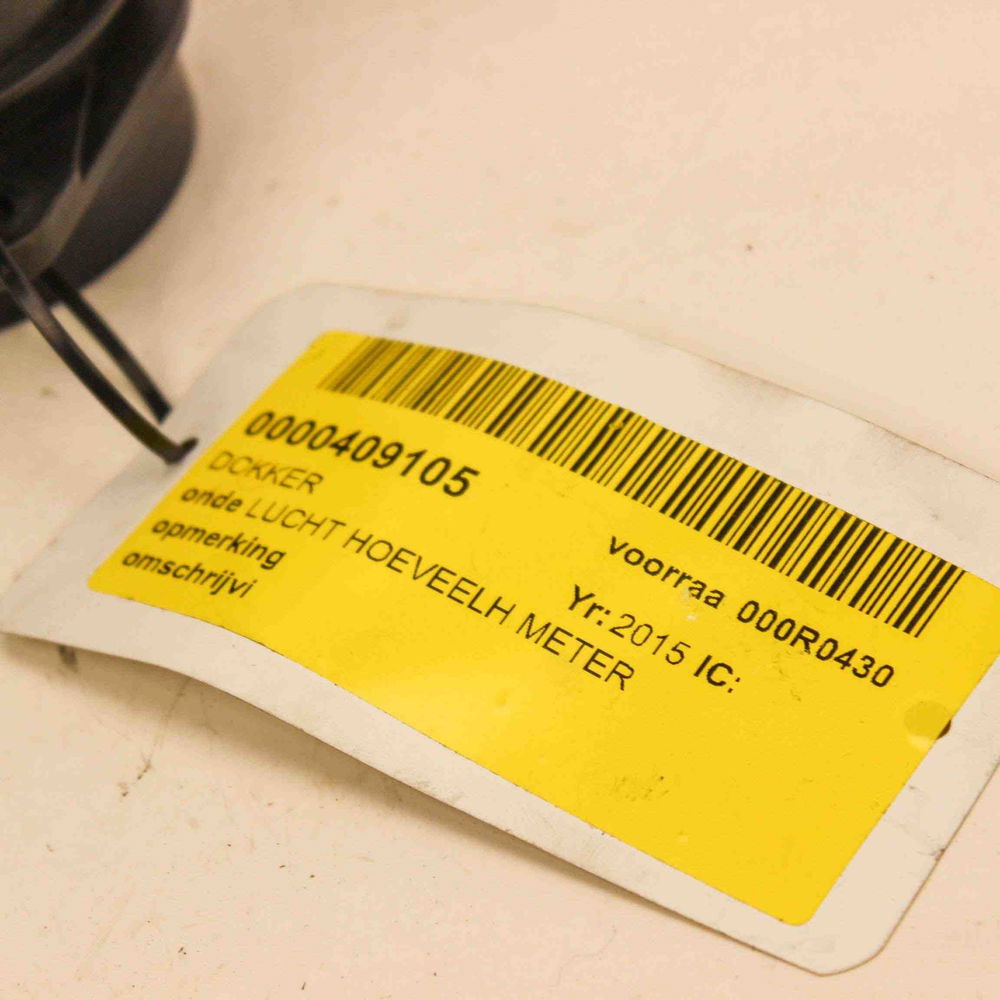 0000409105
DOKKER
voorraa 000R0430
Yr: 2015 IC:
onde LUCHT HOEVEELH METER
opmerking
omschrijvi